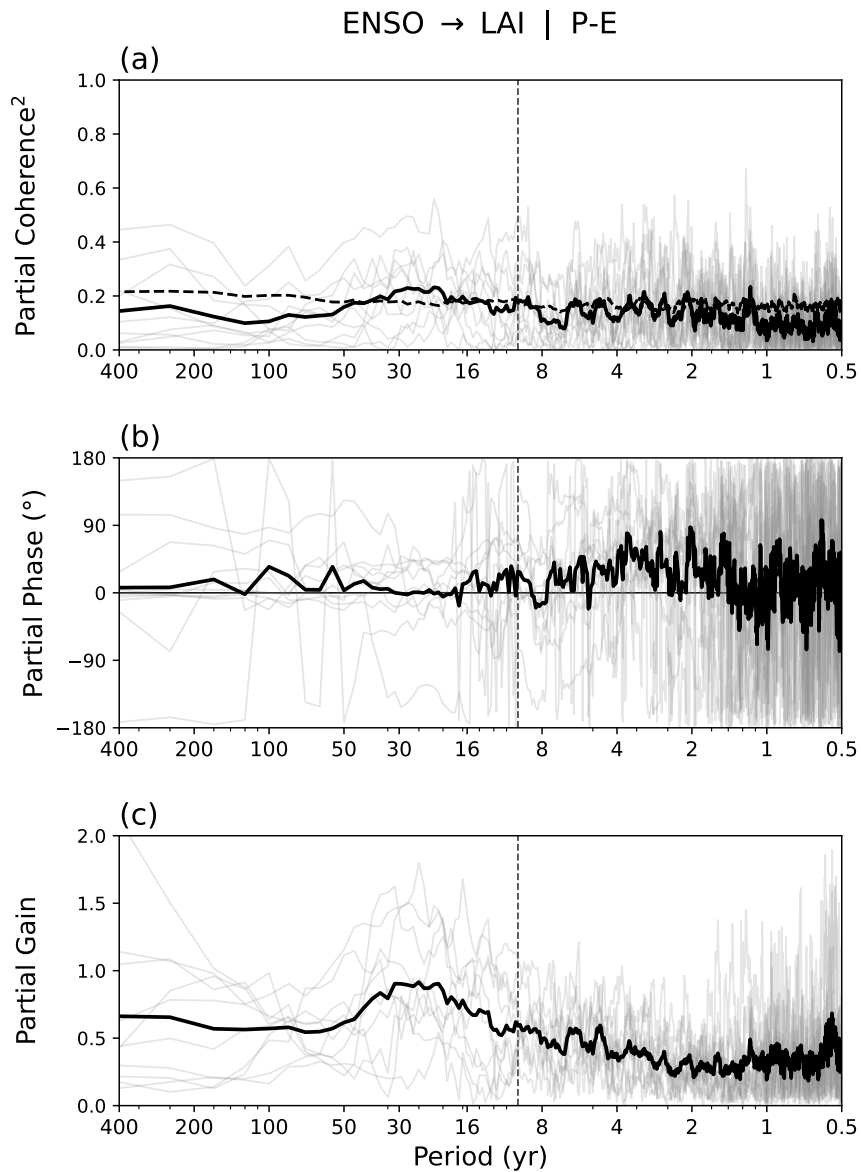 ENSO → LAI | P-E
(a)
Partial Coherence²
1.0
0.8
0.6
0.4
0.2
0.0
400 200 100 50 30 16 8 4 2 1 0.5
(b)
Partial Phase (°)
180
90
0
−90
−180
400 200 100 50 30 16 8 4 2 1 0.5
(c)
Partial Gain
2.0
1.5
1.0
0.5
0.0
400 200 100 50 30 16 8 4 2 1 0.5
Period (yr)